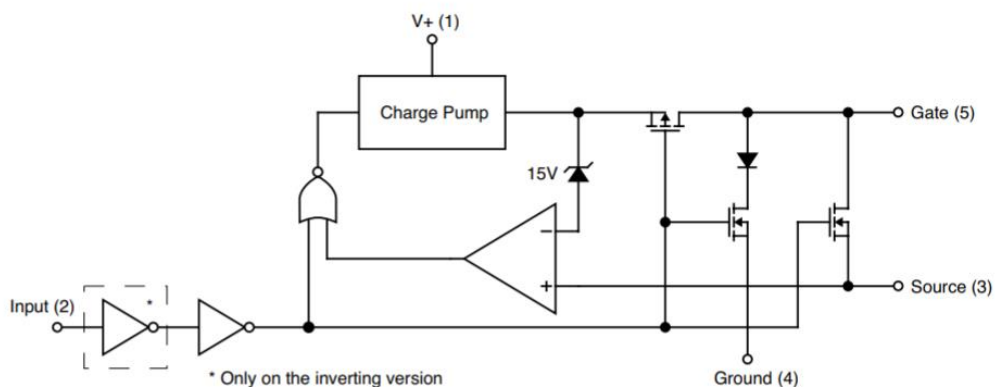 V+ (1)
Charge Pump
Gate (5)
15V
−
+
Source (3)
Input (2)
*
* Only on the inverting version
Ground (4)